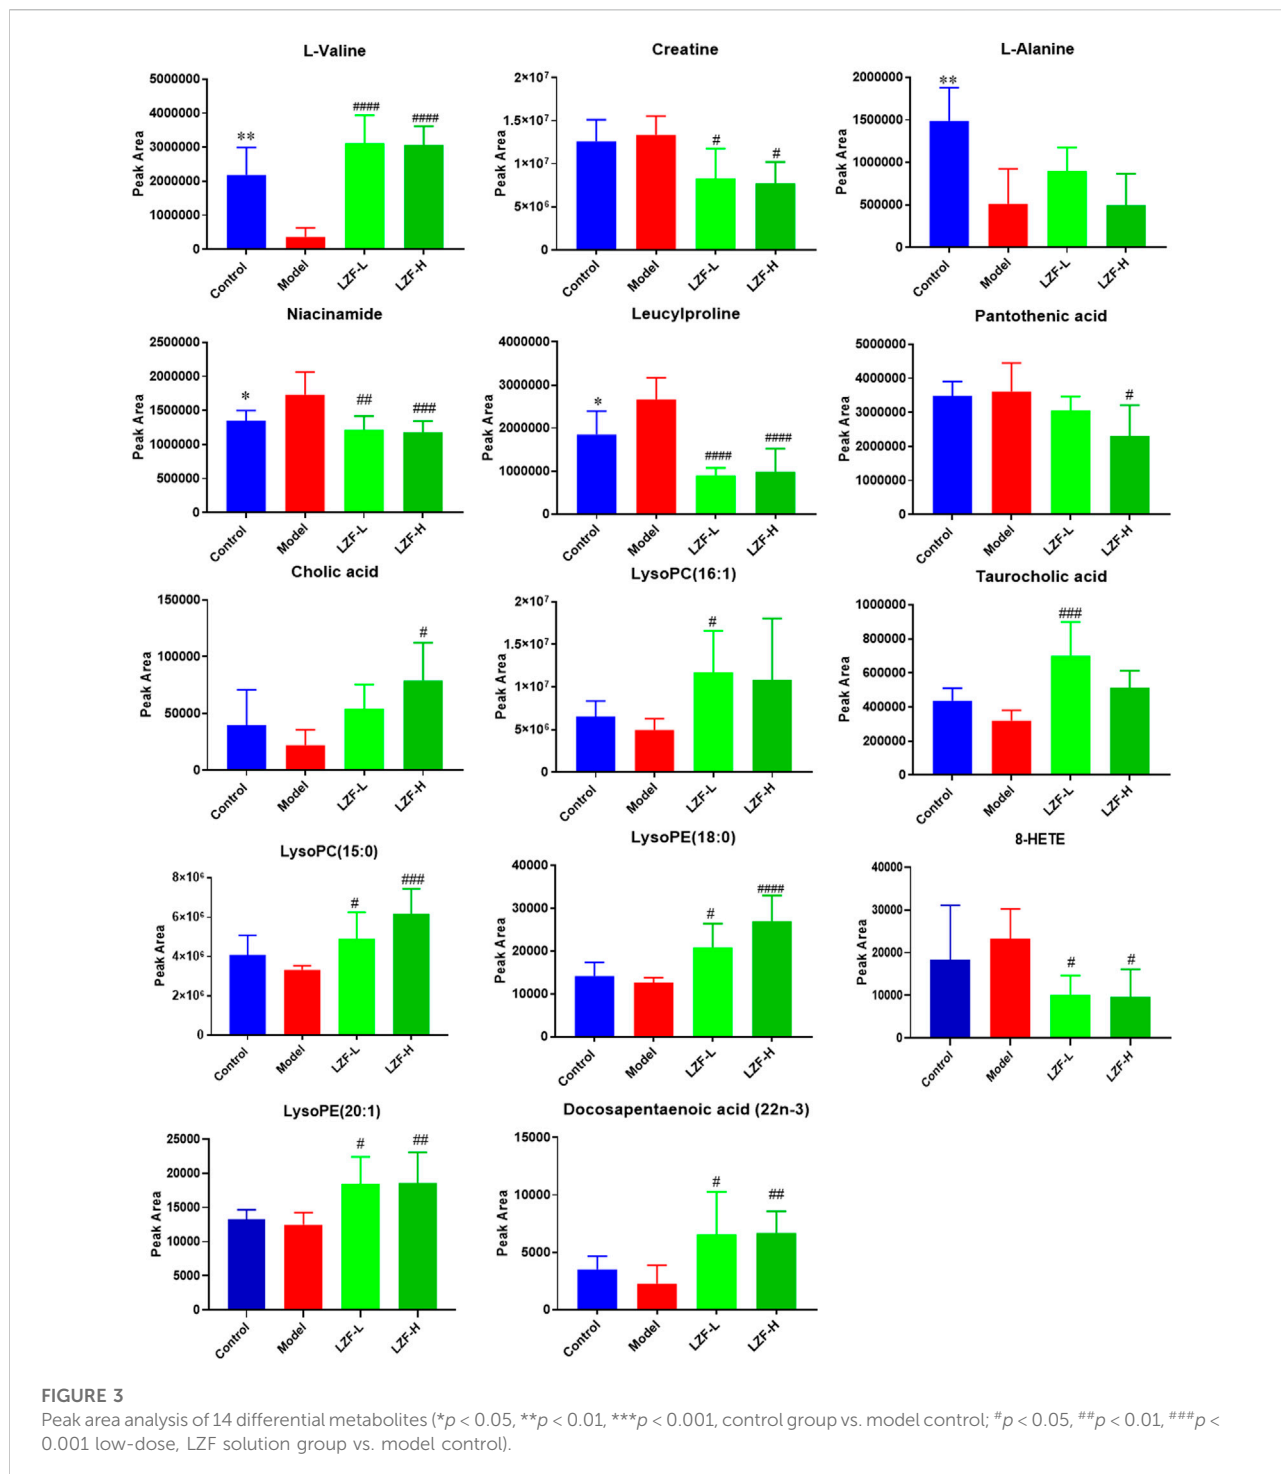 L-Valine
5000000
4000000
3000000
2000000
1000000
0
Peak Area
**
####
####
Control
Model
LZF-L
LZF-H
Creatine
2×10⁷
1.5×10⁷
1×10⁷
5×10⁶
0
Peak Area
#
#
Control
Model
LZF-L
LZF-H
L-Alanine
2000000
1500000
1000000
500000
0
Peak Area
**
Control
Model
LZF-L
LZF-H
Niacinamide
2500000
2000000
1500000
1000000
500000
0
Peak Area
*
##
###
Control
Model
LZF-L
LZF-H
Leucylproline
4000000
3000000
2000000
1000000
0
Peak Area
*
####
####
Control
Model
LZF-L
LZF-H
Pantothenic acid
5000000
4000000
3000000
2000000
1000000
0
Peak Area
#
Control
Model
LZF-L
LZF-H
Cholic acid
150000
100000
50000
0
Peak Area
#
Control
Model
LZF-L
LZF-H
LysoPC(16:1)
2×10⁷
1.5×10⁷
1×10⁷
5×10⁶
0
Peak Area
#
Control
Model
LZF-L
LZF-H
Taurocholic acid
1000000
800000
600000
400000
200000
0
Peak Area
###
Control
Model
LZF-L
LZF-H
LysoPC(15:0)
8×10⁶
6×10⁶
4×10⁶
2×10⁶
0
Peak Area
#
###
Control
Model
LZF-L
LZF-H
LysoPE(18:0)
40000
30000
20000
10000
0
Peak Area
#
####
Control
Model
LZF-L
LZF-H
8-HETE
40000
30000
20000
10000
0
Peak Area
#
#
Control
Model
LZF-L
LZF-H
LysoPE(20:1)
25000
20000
15000
10000
5000
0
Peak Area
#
##
Control
Model
LZF-L
LZF-H
Docosapentaenoic acid (22n-3)
15000
10000
5000
0
Peak Area
#
##
Control
Model
LZF-L
LZF-H
FIGURE 3
Peak area analysis of 14 differential metabolites (*p < 0.05, **p < 0.01, ***p < 0.001, control group vs. model control; #p < 0.05, ##p < 0.01, ###p <
0.001 low-dose, LZF solution group vs. model control).